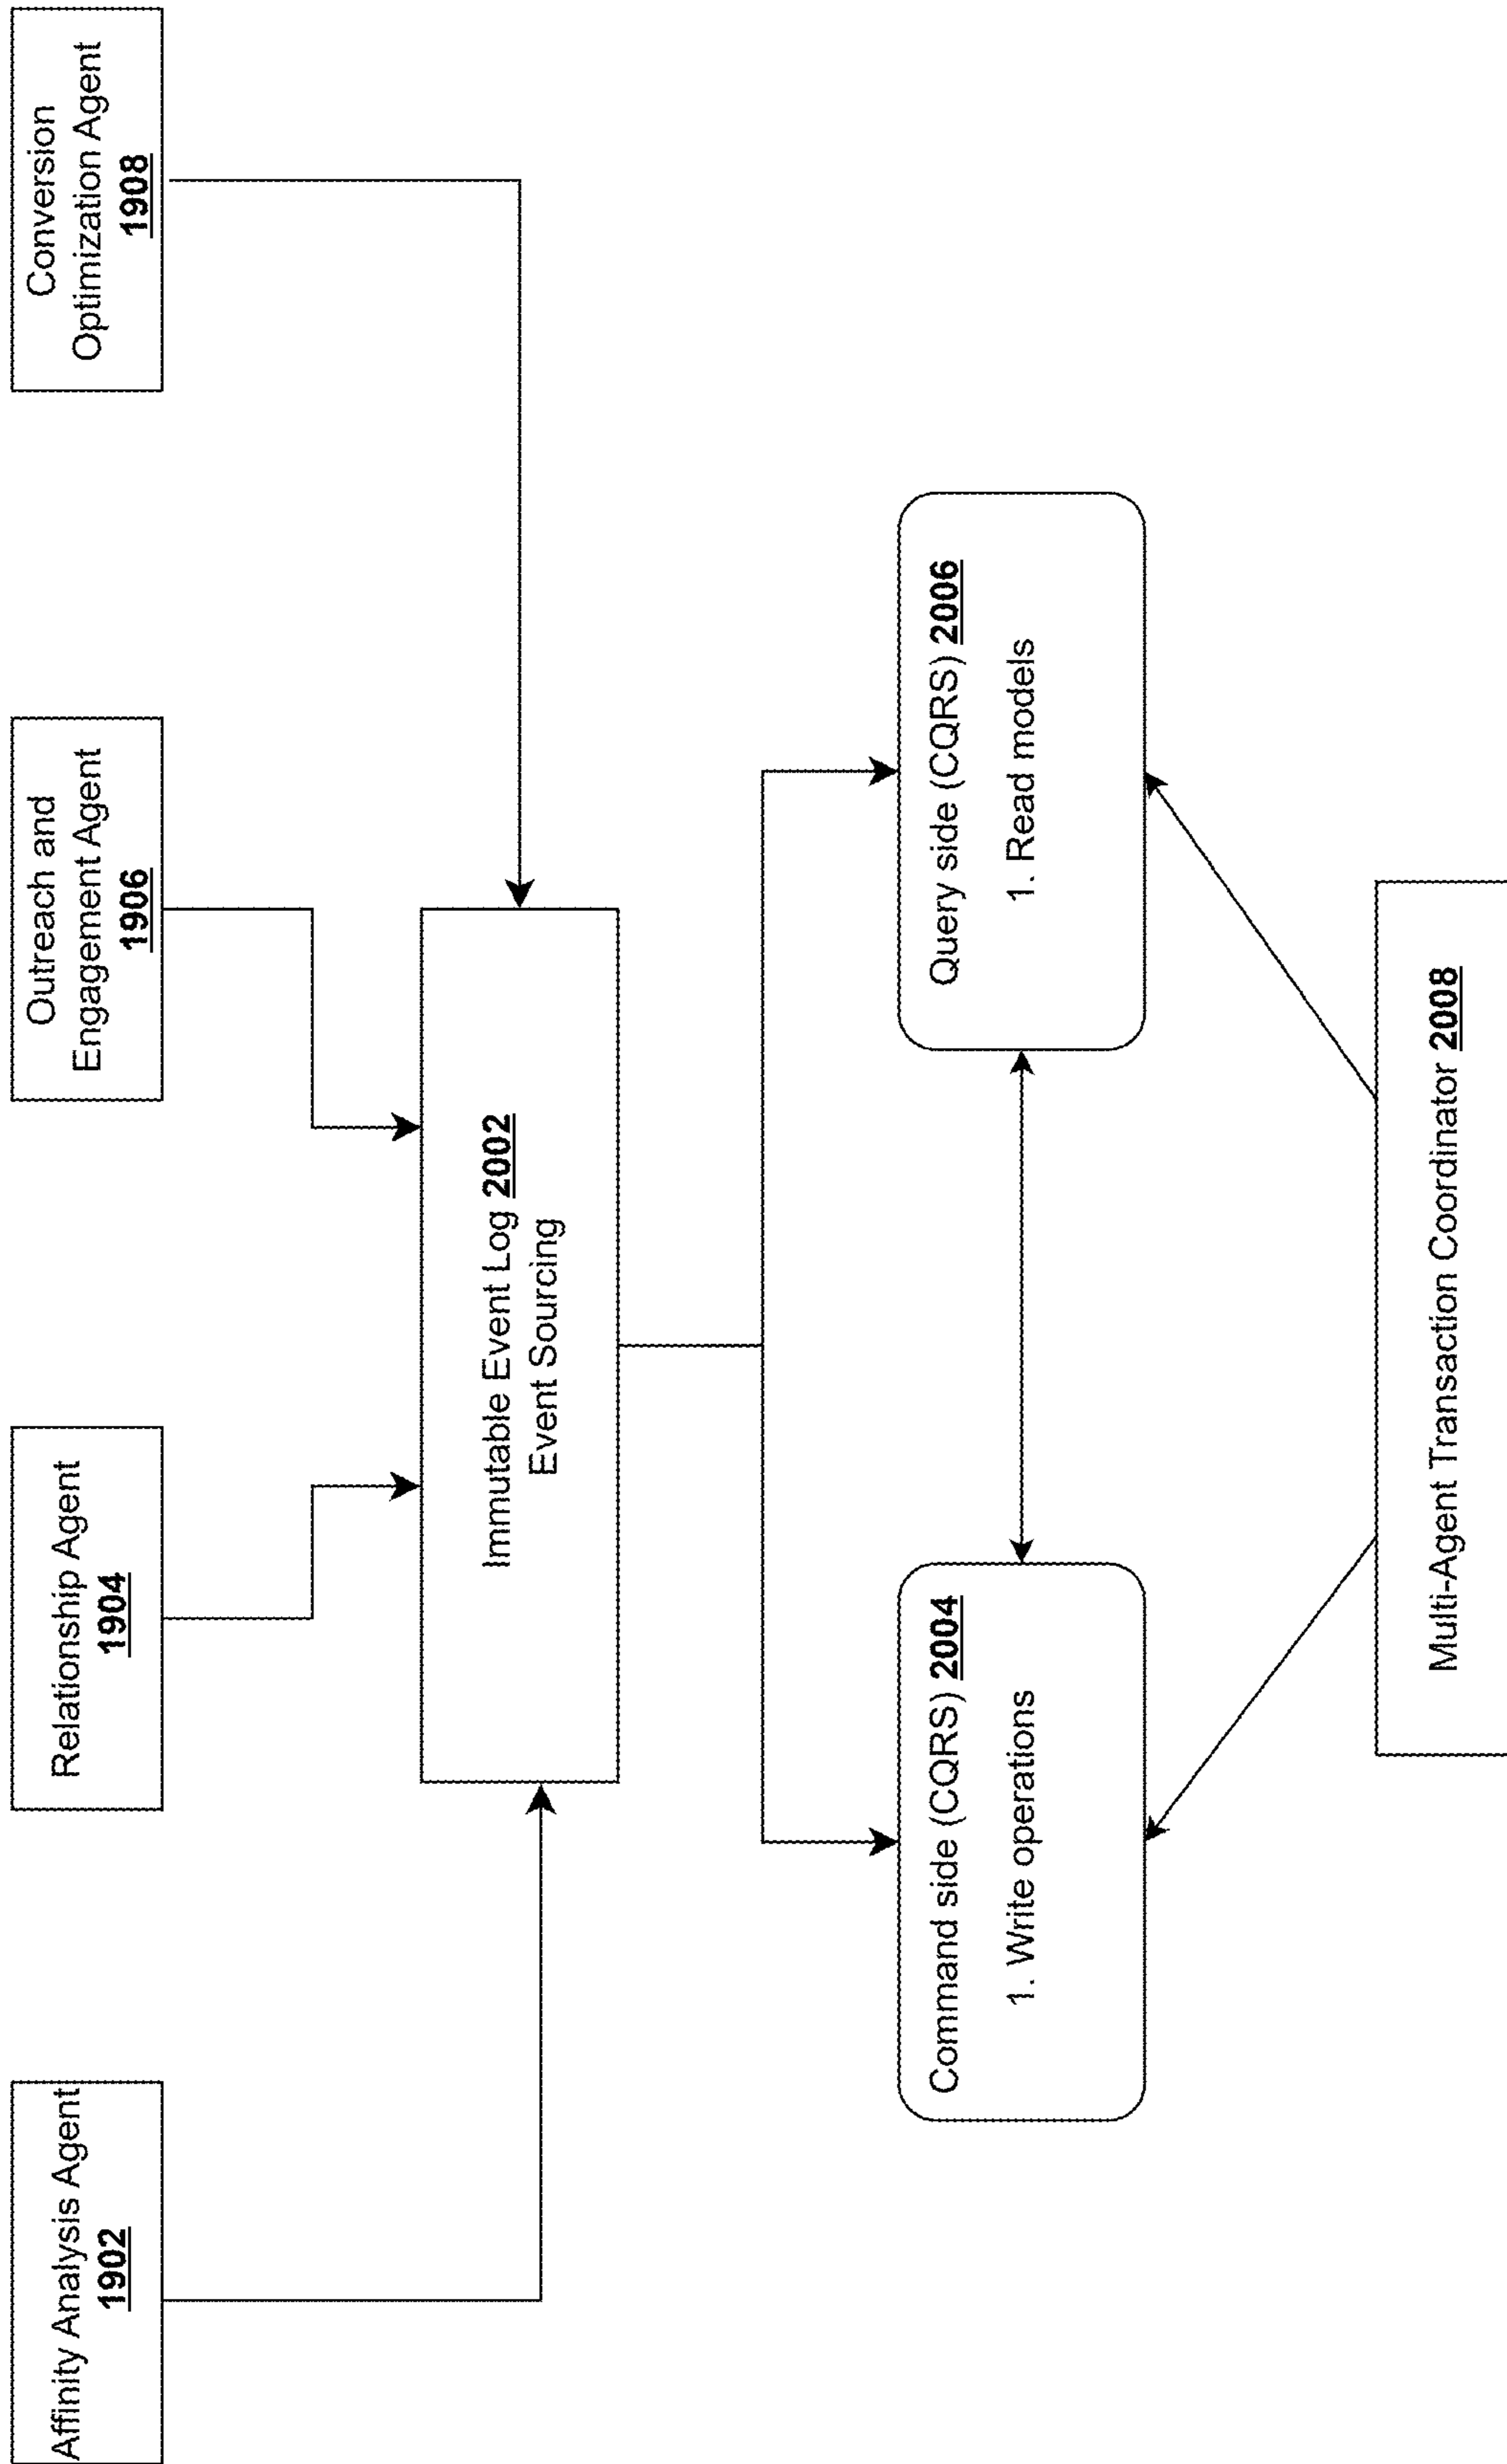 Affinity Analysis Agent
1902
Relationship Agent
1904
Outreach and
Engagement Agent
1906
Conversion
Optimization Agent
1908
Immutable Event Log 2002
Event Sourcing
Command side (CQRS) 2004
1. Write operations
Query side (CQRS) 2006
1. Read models
Multi-Agent Transaction Coordinator 2008